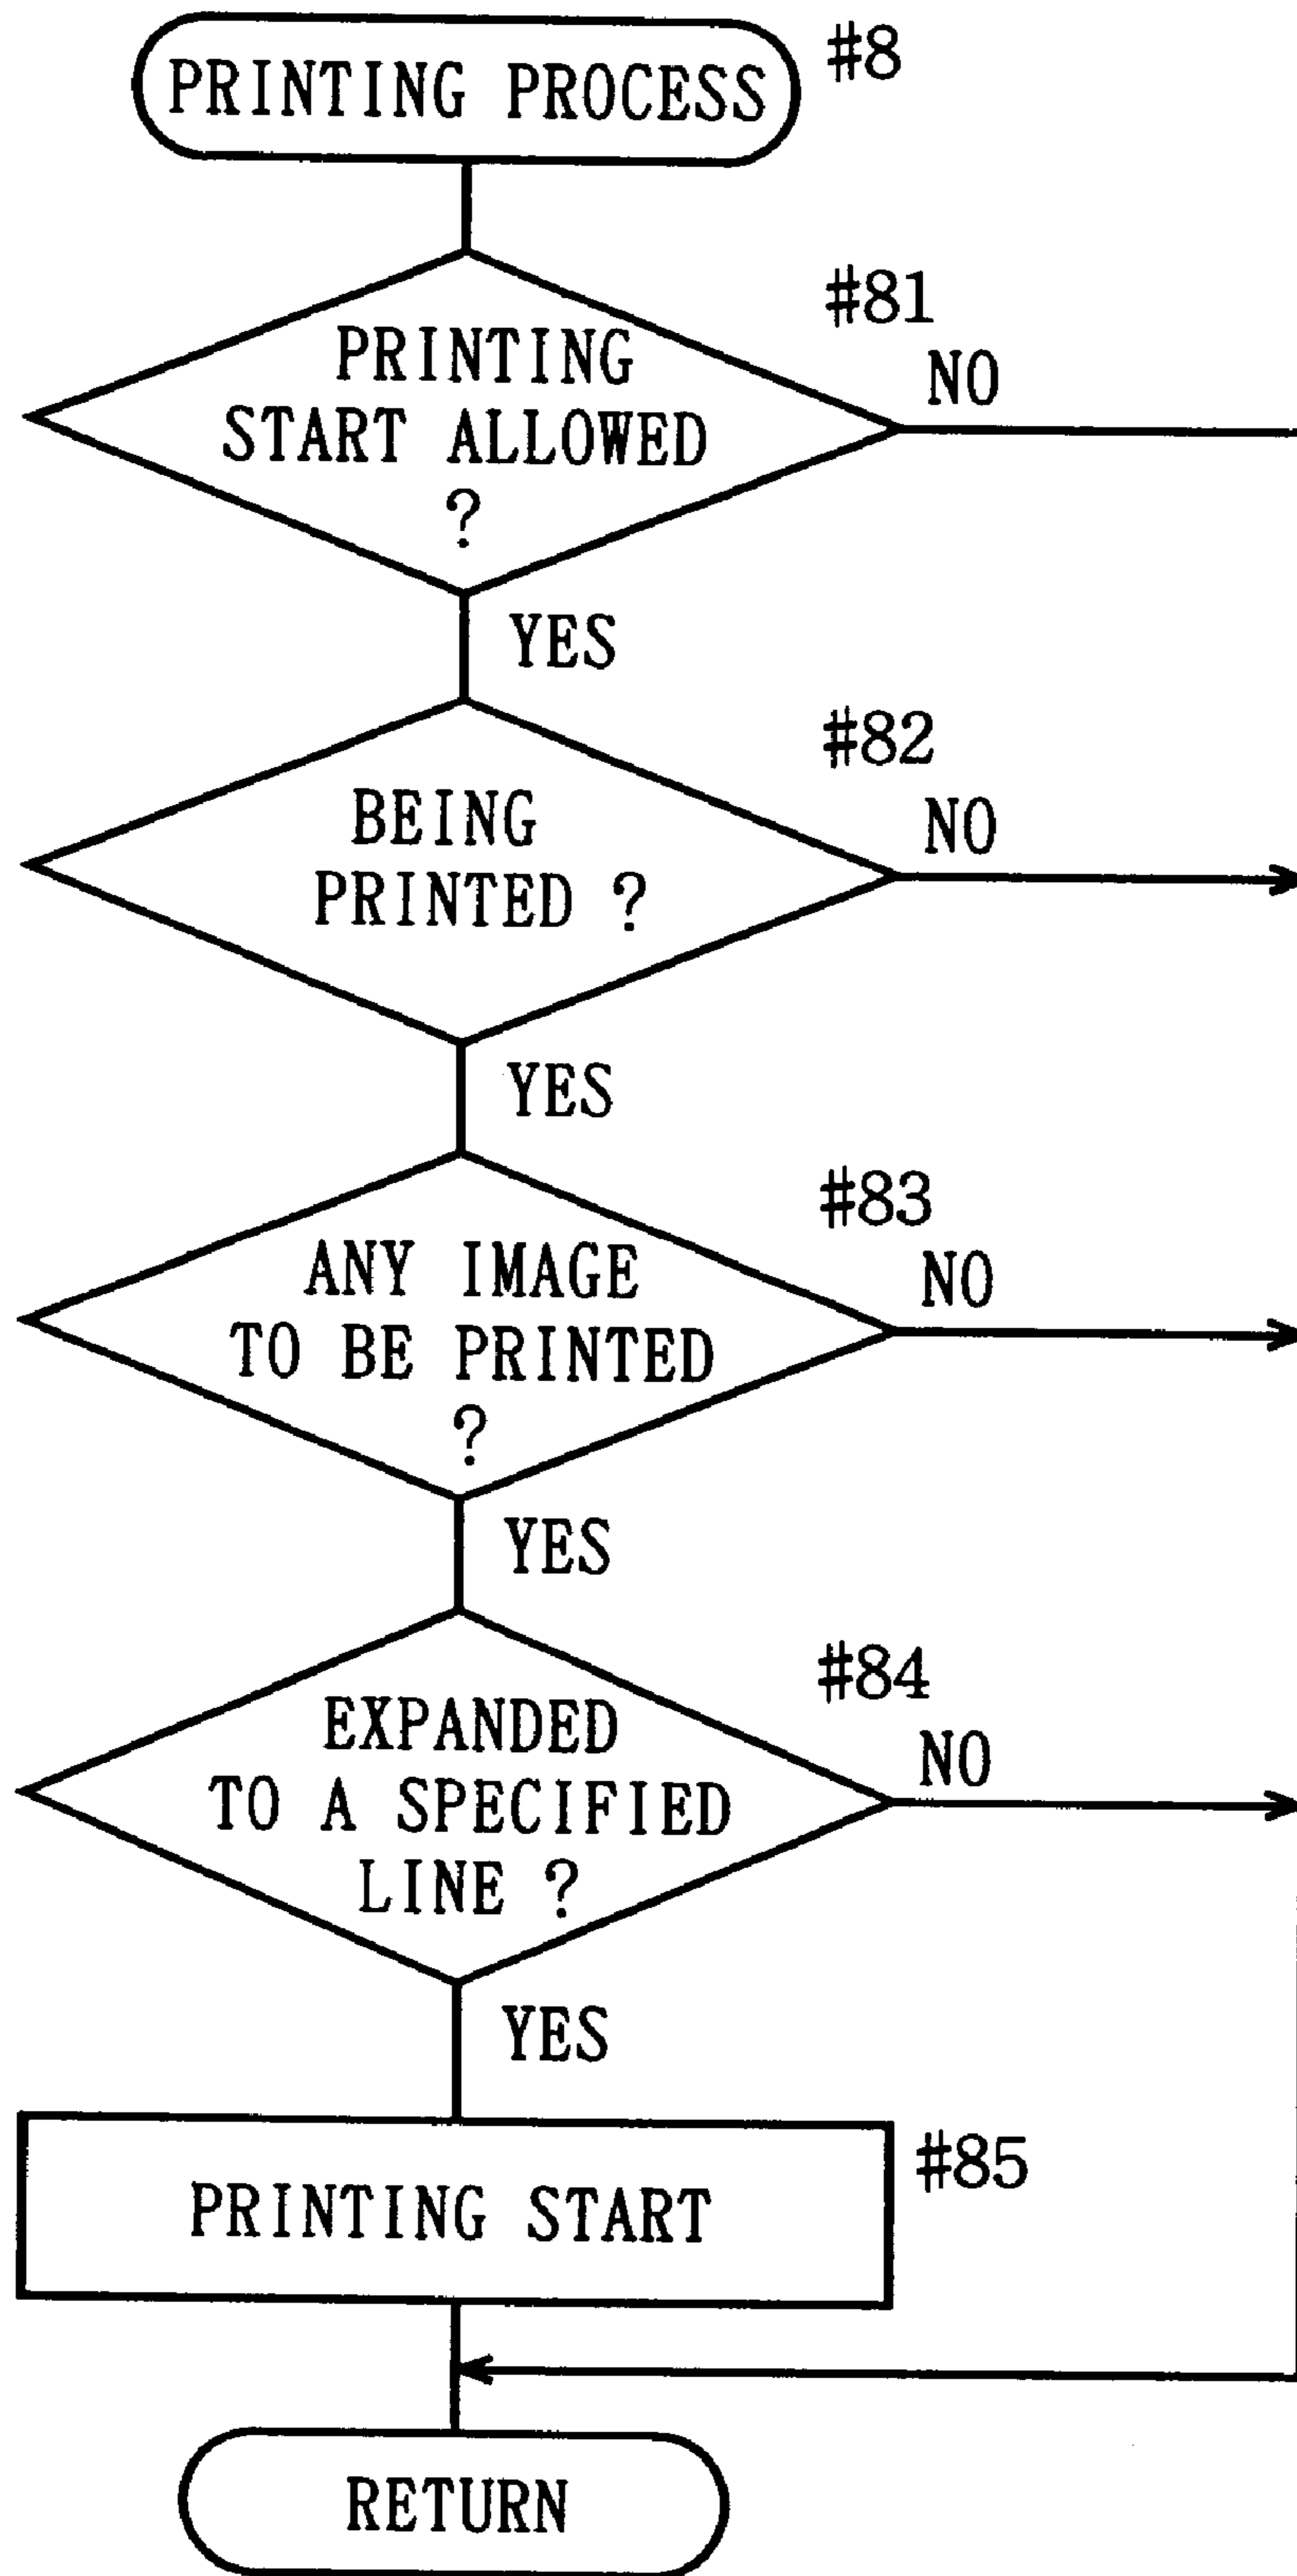 PRINTING PROCESS #8
#81
PRINTING
START ALLOWED
?
NO
YES
#82
BEING
PRINTED ?
NO
YES
#83
ANY IMAGE
TO BE PRINTED
?
NO
YES
#84
EXPANDED
TO A SPECIFIED
LINE ?
NO
YES
#85
PRINTING START
RETURN